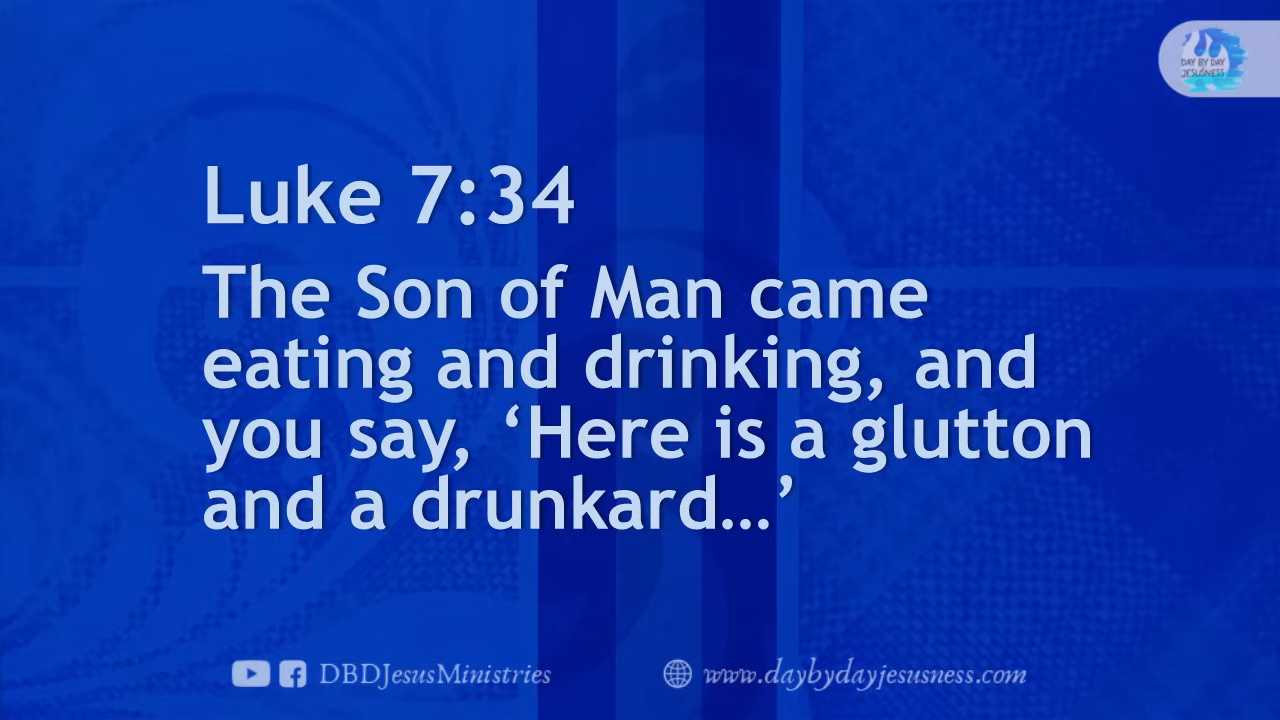 DAY BY DAY
JESUSNESS
Luke 7:34
The Son of Man came
eating and drinking, and
you say, ‘Here is a glutton
and a drunkard…’
DBDJesusMinistries
www.daybydayjesusness.com